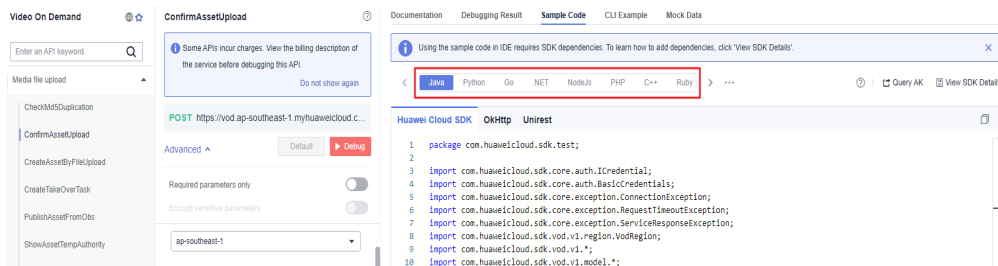 Video On Demand
Enter an API keyword.
Media file upload
CheckMd5Duplication
ConfirmAssetUpload
CreateAssetByFileUpload
CreateTakeOverTask
PublishAssetFromObs
ShowAssetTempAuthority
ConfirmAssetUpload
Some APIs incur charges. View the billing description of
the service before debugging this API.
Do not show again
POST https://vod.ap-southeast-1.myhuaweicloud.c...
Advanced
Default
Debug
Required parameters only
Encrypt sensitive parameters
ap-southeast-1
Documentation Debugging Result Sample Code CLI Example Mock Data
Using the sample code in IDE requires SDK dependencies. To learn how to add dependencies, click 'View SDK Details'.
Java Python Go .NET NodeJs PHP C++ Ruby
Query AK View SDK Details
Huawei Cloud SDK OkHttp Unirest
1 package com.huaweicloud.sdk.test;
2
3 import com.huaweicloud.sdk.core.auth.ICredential;
4 import com.huaweicloud.sdk.core.auth.BasicCredentials;
5 import com.huaweicloud.sdk.core.exception.ConnectionException;
6 import com.huaweicloud.sdk.core.exception.RequestTimeoutException;
7 import com.huaweicloud.sdk.core.exception.ServiceResponseException;
8 import com.huaweicloud.sdk.vod.v1.region.VodRegion;
9 import com.huaweicloud.sdk.vod.v1.*;
10 import com.huaweicloud.sdk.vod.v1.model.*;